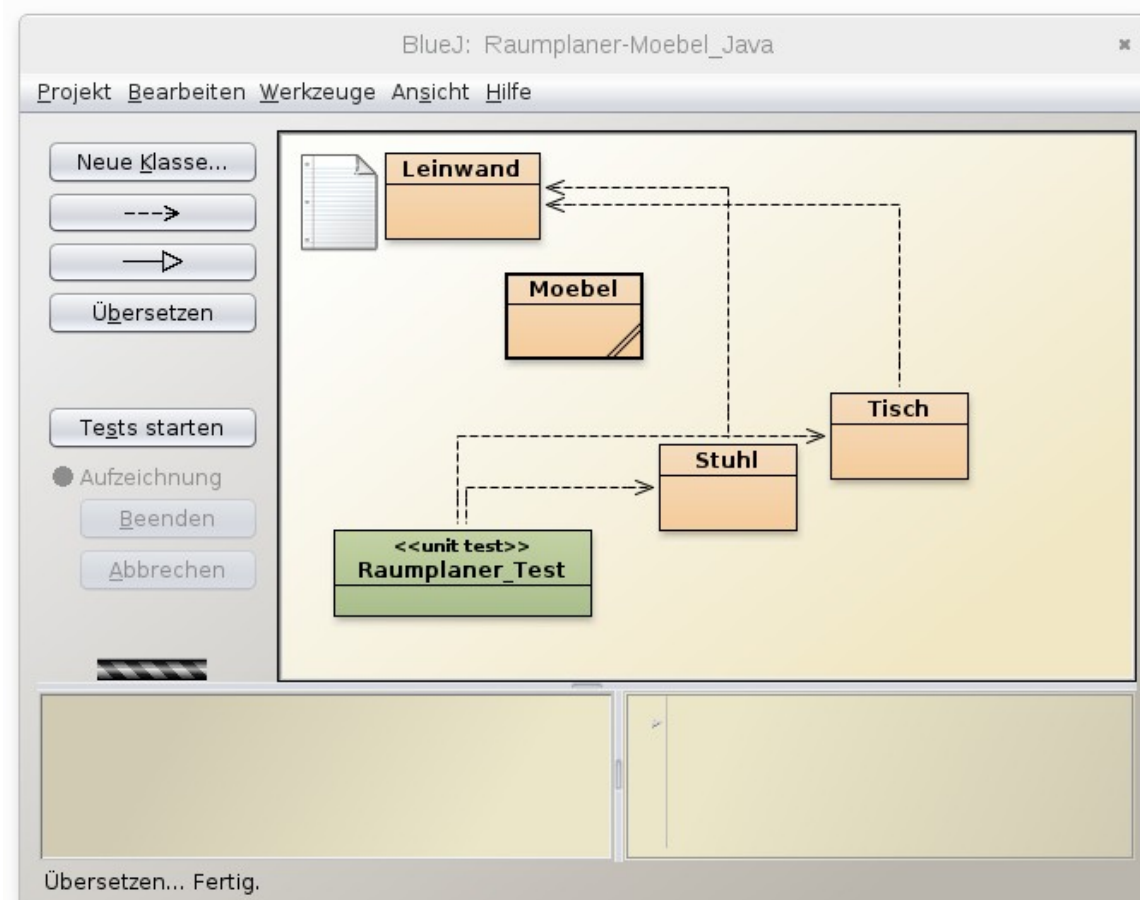 BlueJ: Raumplaner-Moebel_Java
Projekt Bearbeiten Werkzeuge Ansicht Hilfe
Neue Klasse...
Übersetzen
Tests starten
Aufzeichnung
Beenden
Abbrechen
Leinwand
Moebel
Tisch
Stuhl
<<unit test>>
Raumplaner_Test
Übersetzen... Fertig.